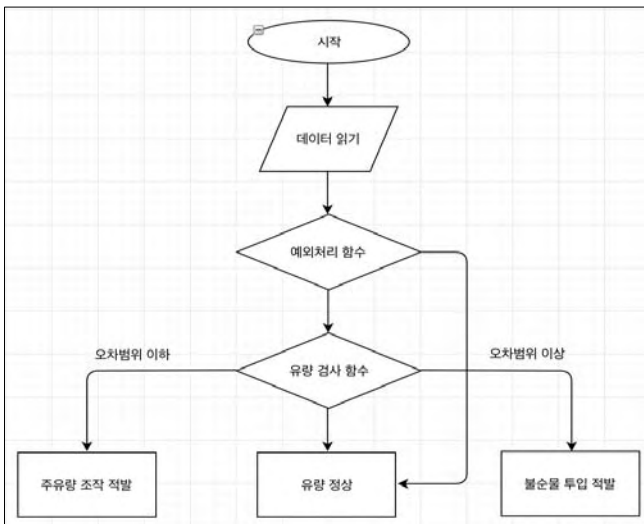 시작
데이터 읽기
예외처리 함수
오차범위 이하
오차범위 이상
유량 검사 함수
주유량 조작 적발
유량 정상
불순물 투입 적발